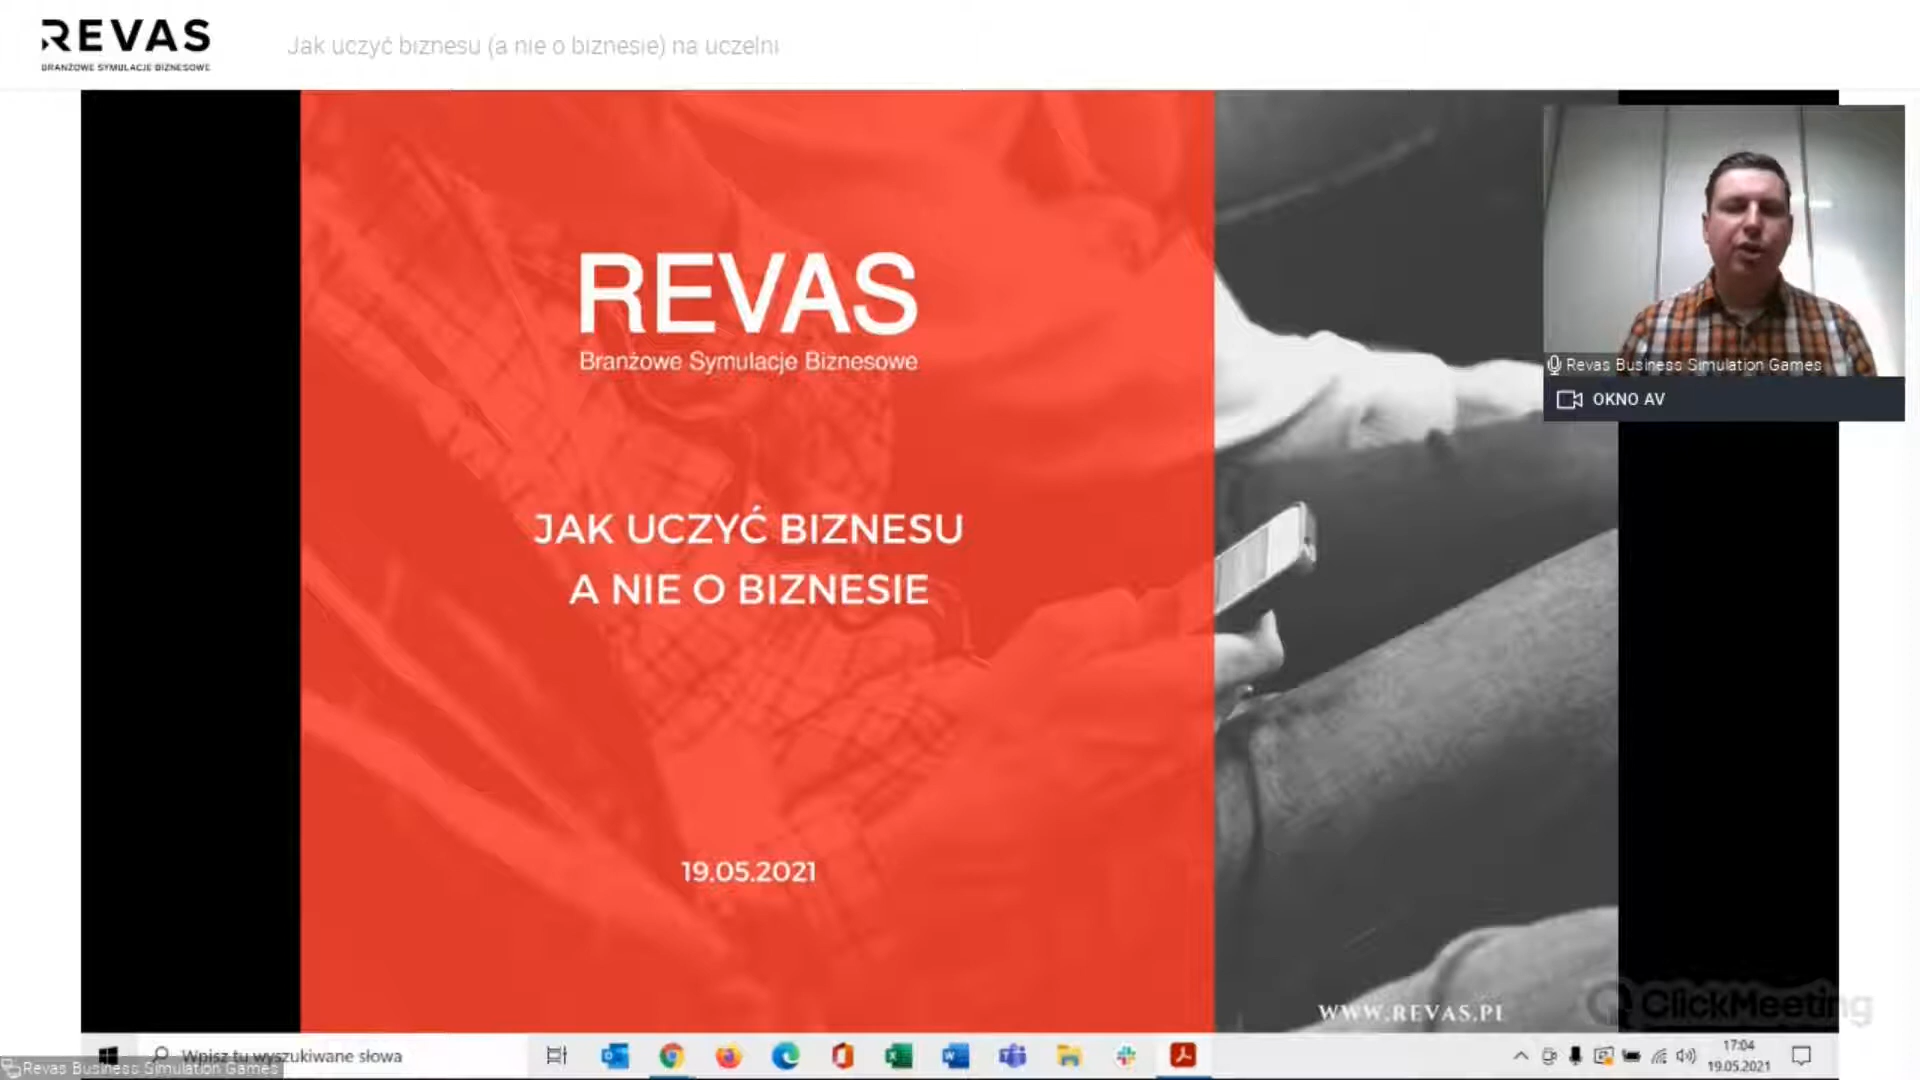 REVAS
BRANŻOWE SYMULACJE BIZNESOWE
Jak uczyć biznesu (a nie o biznesie) na uczelni
REVAS
Branżowe Symulacje Biznesowe
JAK UCZYĆ BIZNESU
A NIE O BIZNESIE
19.05.2021
WWW.REVAS.PL
Revas Business Simulation Games
OKNO AV
ClickMeeting
Wpisz tu wyszukiwane słowa
Revas Business Simulation Games
17:04
19.05.2021